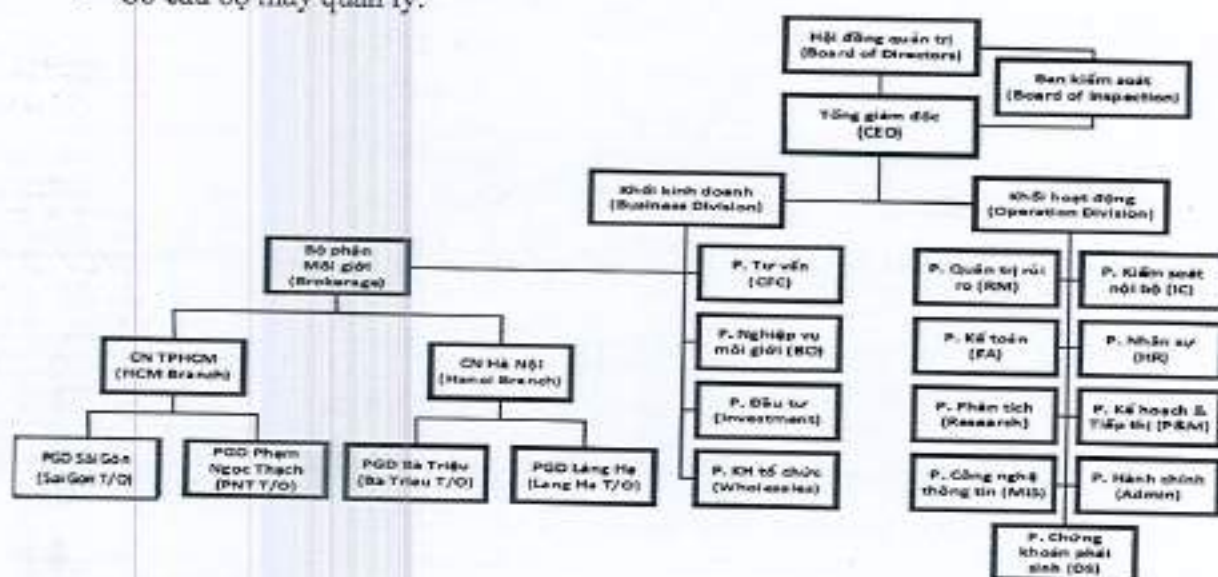 Cơ cấu bộ máy quản lý:
Hội đồng quản trị
(Board of Directors)
Ban kiểm soát
(Board of Inspection)
Tổng giám đốc
(CEO)
Khối kinh doanh
(Business Division)
Khối hoạt động
(Operation Division)
Bộ phận
Môi giới
(Brokerage)
P. Tư vấn
(CFC)
P. Quản trị rủi
ro (RM)
P. Kiểm soát
nội bộ (IC)
CN TPHCM
(HCM Branch)
CN Hà Nội
(Hanoi Branch)
P. Nghiệp vụ
môi giới (BO)
P. Kế toán
(FA)
P. Nhân sự
(HR)
P. Đầu tư
(Investment)
P. Phân tích
(Research)
P. Kế hoạch &
Tiếp thị (P&M)
PGD Sài Gòn
(SaiGon T/O)
PGD Phạm
Ngọc Thạch
(PNT T/O)
PGD Bà Triệu
(Ba Trieu T/O)
PGD Láng Hạ
(Lang Ha T/O)
P. KH tổ chức
(Wholesales)
P. Công nghệ
thông tin (MIS)
P. Hành chính
(Admin)
P. Chứng
khoán phái
sinh (DS)